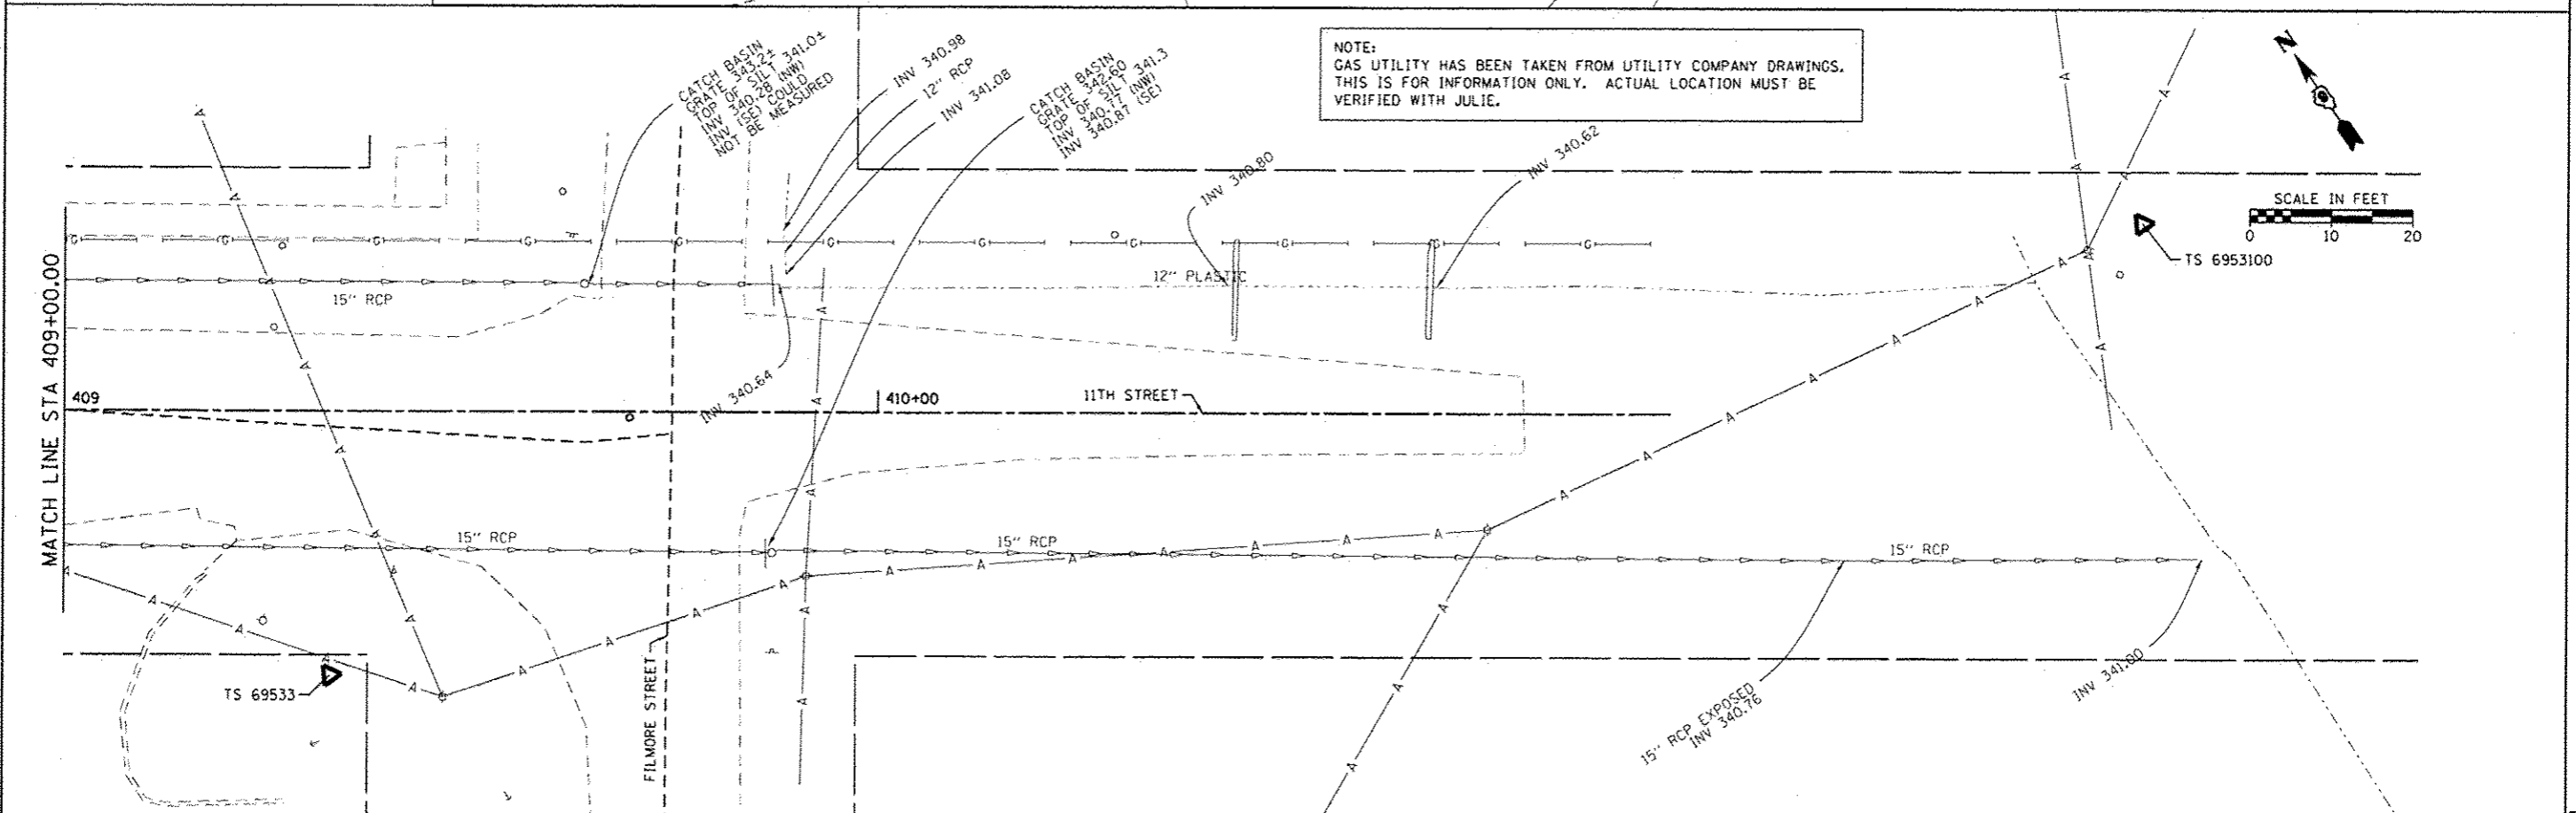 CATCH BASIN
GRATE 343.2±
TOP OF SILT 341.0±
INV 340.28 (NW)
INV (SE) COULD
NOT BE MEASURED
INV 340.98
12" RCP
INV 341.08
CATCH BASIN
GRATE 342.60
TOP OF SILT 341.3
INV 340.77 (NW)
INV 340.87 (SE)
NOTE:
GAS UTILITY HAS BEEN TAKEN FROM UTILITY COMPANY DRAWINGS.
THIS IS FOR INFORMATION ONLY. ACTUAL LOCATION MUST BE
VERIFIED WITH JULIE.
N
INV 340.80
INV 340.62
SCALE IN FEET
0 10 20
TS 6953100
MATCH LINE STA 409+00.00
15" RCP
12" PLASTIC
INV 340.64
409
410+00
11TH STREET
15" RCP
15" RCP
15" RCP
TS 69533
FILMORE STREET
15" RCP EXPOSED
INV 340.76
INV 341.00